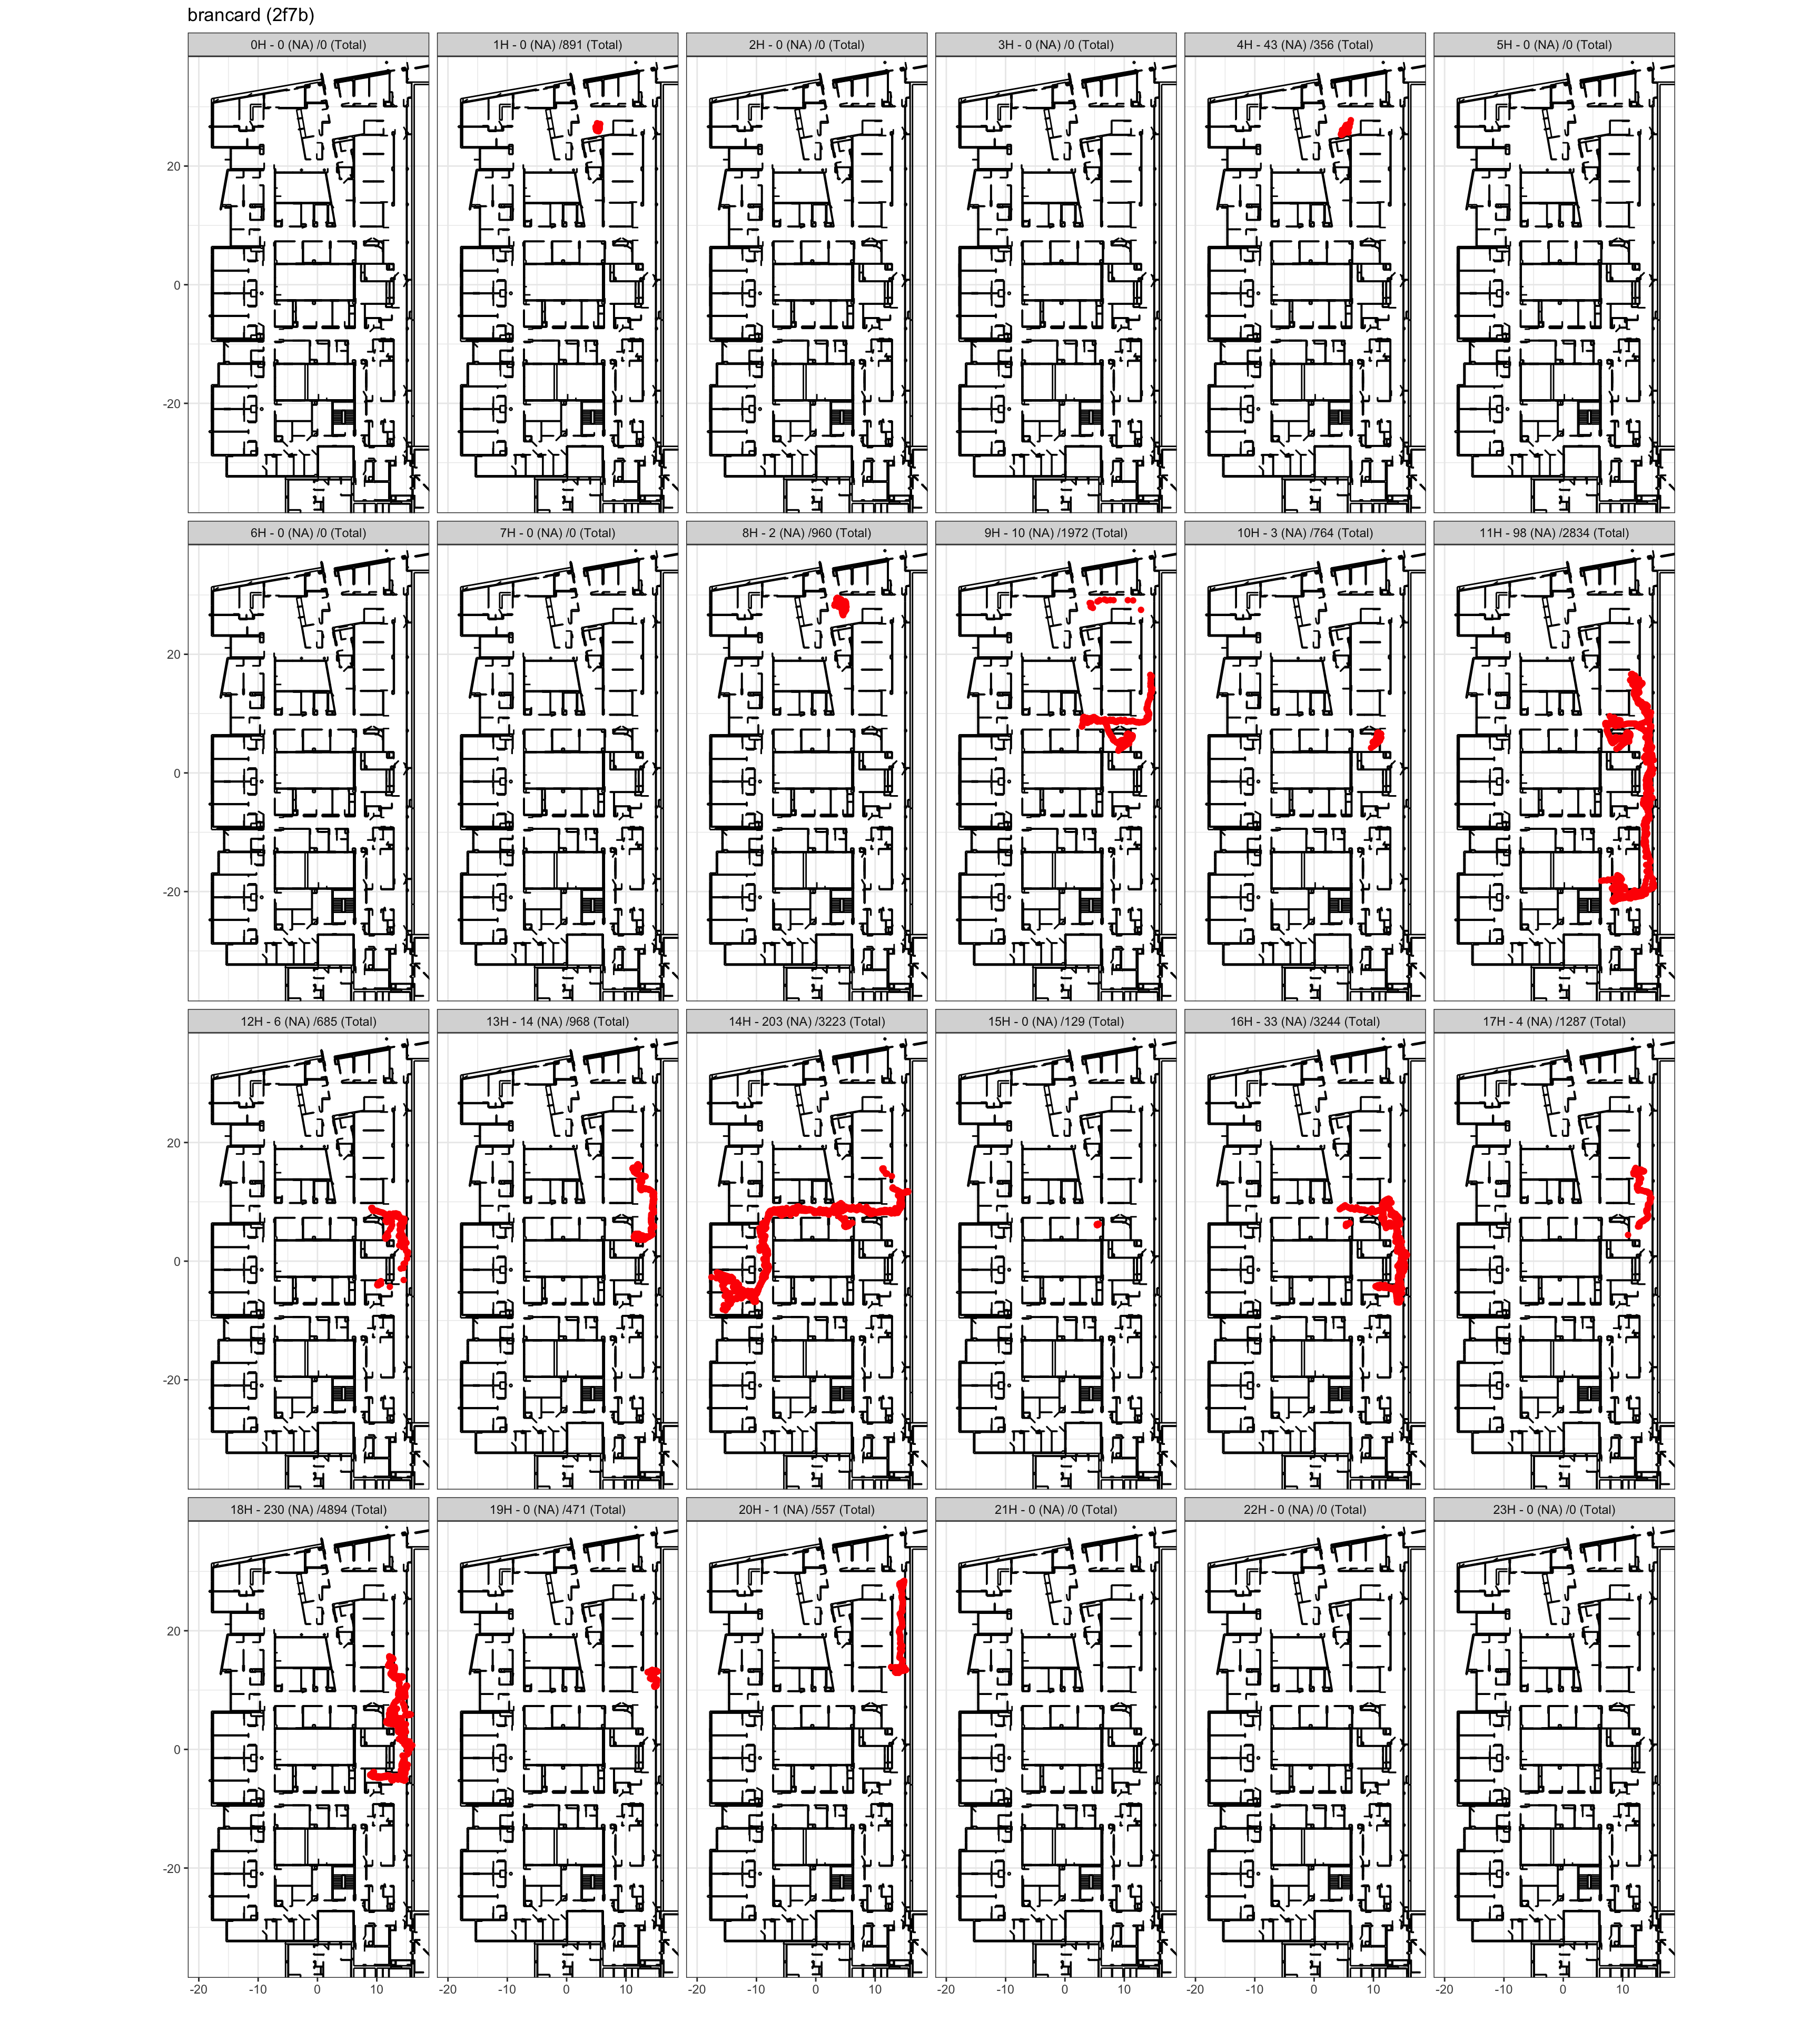 brancard (2f7b)
0H - 0 (NA) /0 (Total) 1H - 0 (NA) /891 (Total) 2H - 0 (NA) /0 (Total) 3H - 0 (NA) /0 (Total) 4H - 43 (NA) /356 (Total) 5H - 0 (NA) /0 (Total)
20
0
-20
6H - 0 (NA) /0 (Total) 7H - 0 (NA) /0 (Total) 8H - 2 (NA) /960 (Total) 9H - 10 (NA) /1972 (Total) 10H - 3 (NA) /764 (Total) 11H - 98 (NA) /2834 (Total)
20
0
-20
12H - 6 (NA) /685 (Total) 13H - 14 (NA) /968 (Total) 14H - 203 (NA) /3223 (Total) 15H - 0 (NA) /129 (Total) 16H - 33 (NA) /3244 (Total) 17H - 4 (NA) /1287 (Total)
20
0
-20
18H - 230 (NA) /4894 (Total) 19H - 0 (NA) /471 (Total) 20H - 1 (NA) /557 (Total) 21H - 0 (NA) /0 (Total) 22H - 0 (NA) /0 (Total) 23H - 0 (NA) /0 (Total)
20
0
-20
-20 -10 0 10 -20 -10 0 10 -20 -10 0 10 -20 -10 0 10 -20 -10 0 10 -20 -10 0 10